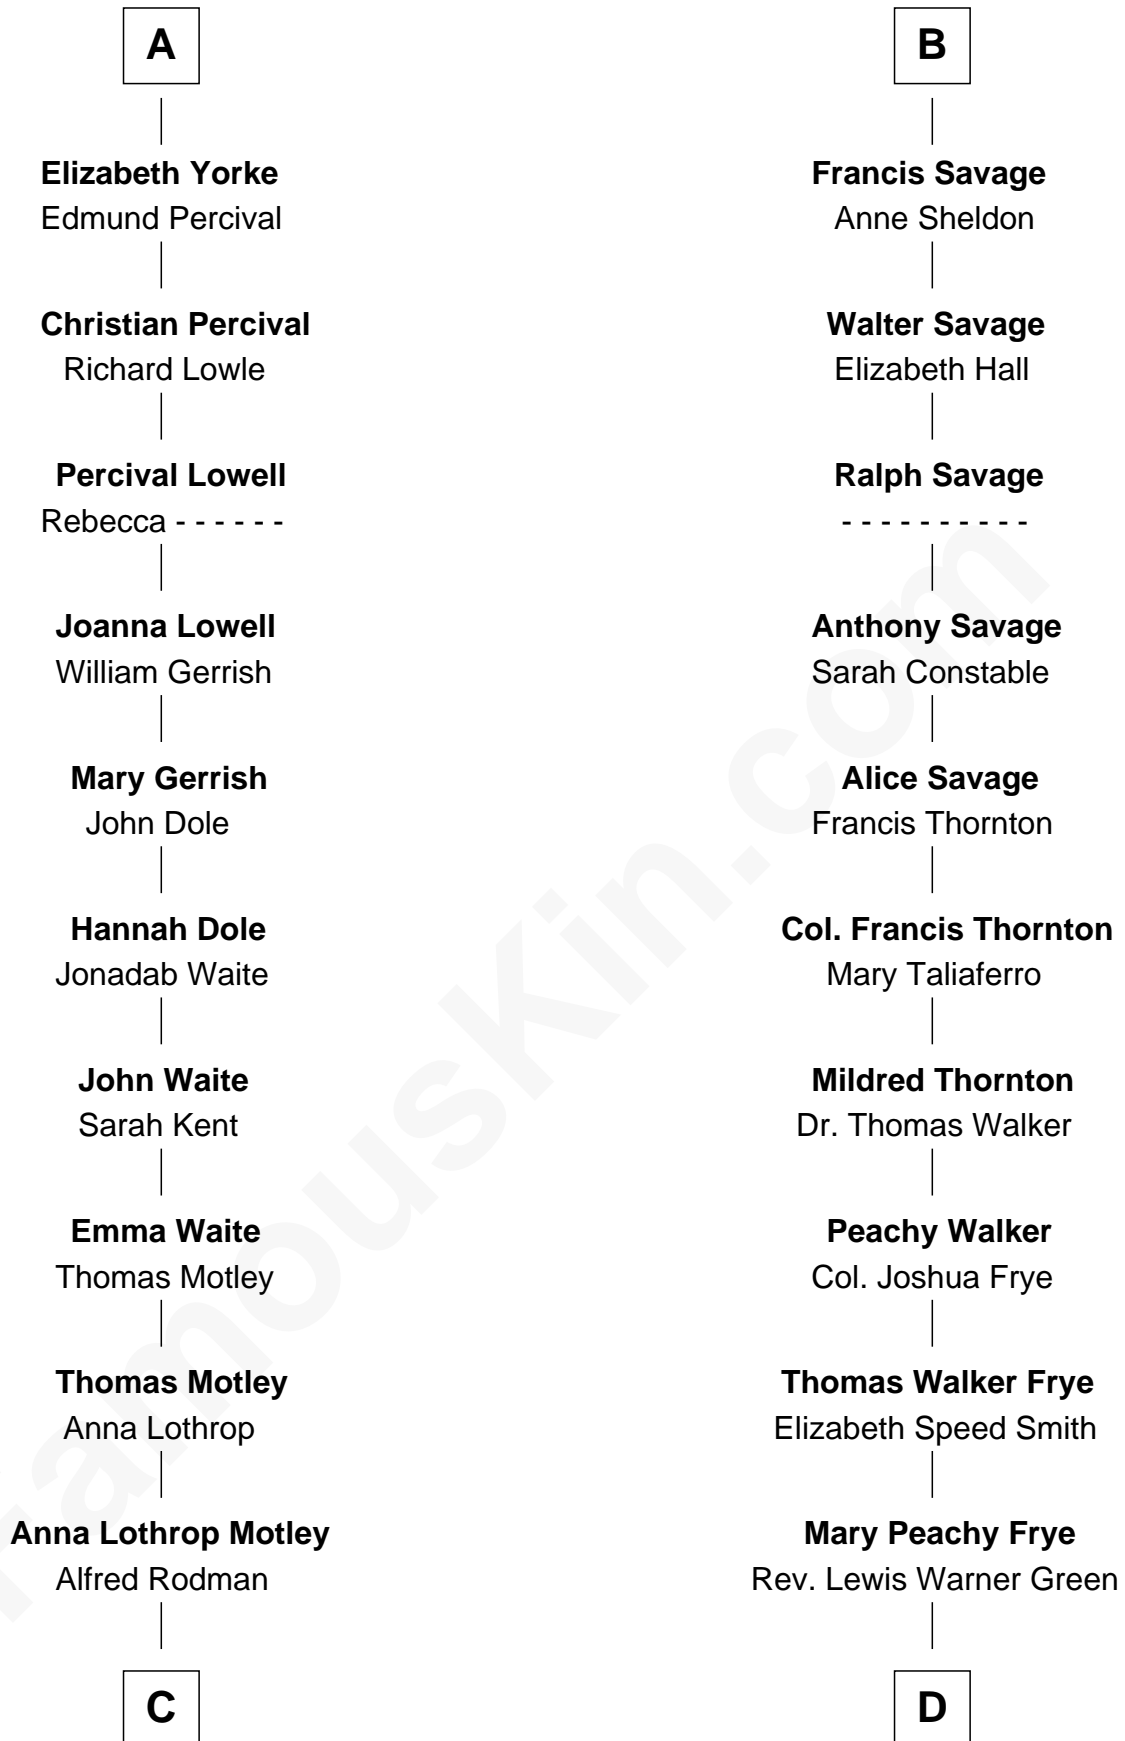 A
Elizabeth Yorke
Edmund Percival
Christian Percival
Richard Lowle
Percival Lowell
Rebecca - - - - - -
Joanna Lowell
William Gerrish
Mary Gerrish
John Dole
Hannah Dole
Jonadab Waite
John Waite
Sarah Kent
Emma Waite
Thomas Motley
Thomas Motley
Anna Lothrop
Anna Lothrop Motley
Alfred Rodman
C
B
Francis Savage
Anne Sheldon
Walter Savage
Elizabeth Hall
Ralph Savage
- - - - - - - - - -
Anthony Savage
Sarah Constable
Alice Savage
Francis Thornton
Col. Francis Thornton
Mary Taliaferro
Mildred Thornton
Dr. Thomas Walker
Peachy Walker
Col. Joshua Frye
Thomas Walker Frye
Elizabeth Speed Smith
Mary Peachy Frye
Rev. Lewis Warner Green
D
FamousKin.com